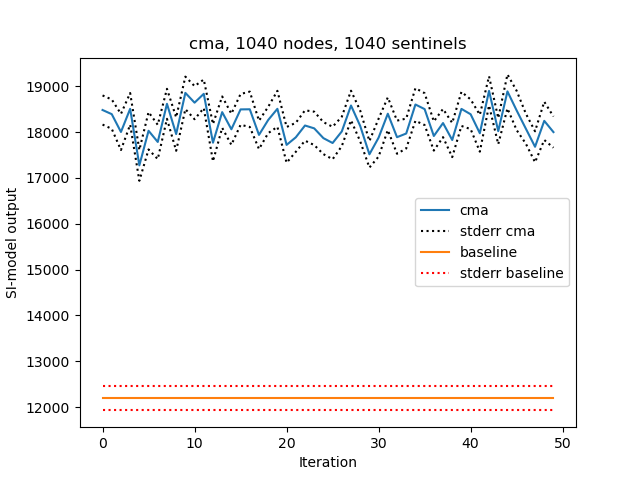 cma, 1040 nodes, 1040 sentinels
SI-model output
19000
18000
17000
16000
15000
14000
13000
12000
cma
stderr cma
baseline
stderr baseline
0 10 20 30 40 50
Iteration